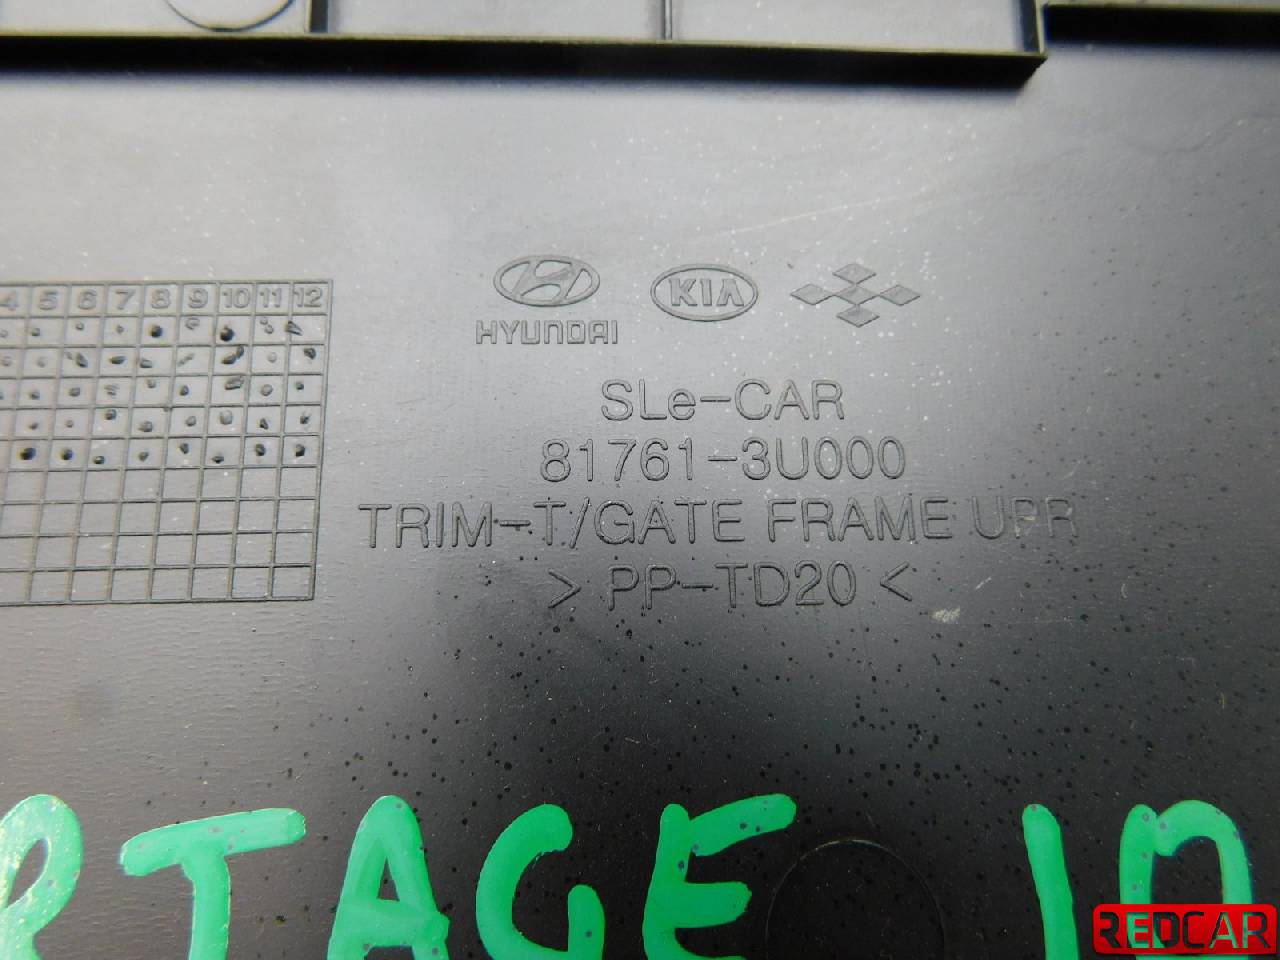 4 5 6 7 8 9 10 11 12
HYUNDAI KIA
SLe-CAR
81761-3U000
TRIM-T/GATE FRAME UPR
> PP-TD20 <
RTAGE 10
REDCAR